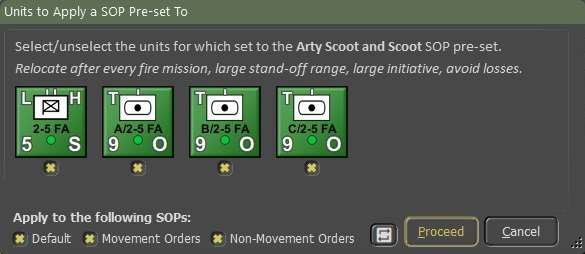 Units to Apply a SOP Pre-set To
Select/unselect the units for which set to the Arty Scoot and Scoot SOP pre-set.
Relocate after every fire mission, large stand-off range, large initiative, avoid losses.
L H T T T
2-5 FA A/2-5 FA B/2-5 FA C/2-5 FA
5 S 9 O 9 O 9 O
Apply to the following SOPs:
Default Movement Orders Non-Movement Orders Proceed Cancel